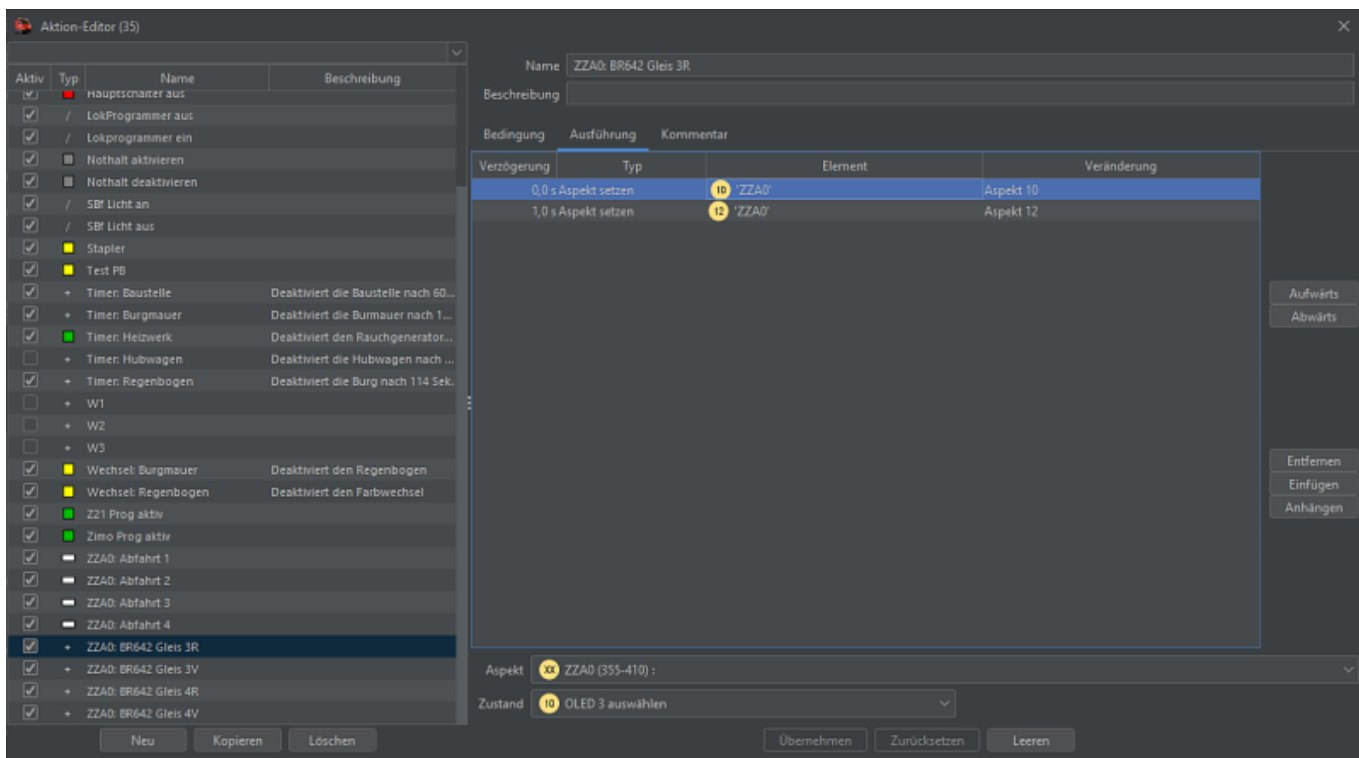 Aktion-Editor (35)
Aktiv Typ Name Beschreibung
Hauptschalter aus
/ LokProgrammer aus
/ Lokprogrammer ein
Nothalt aktivieren
Nothalt deaktivieren
/ SBf Licht an
/ SBf Licht aus
Stapler
Test PB
+ Timer: Baustelle Deaktiviert die Baustelle nach 60...
+ Timer: Burgmauer Deaktiviert die Burmauer nach 1...
Timer: Heizwerk Deaktiviert den Rauchgenerator...
+ Timer: Hubwagen Deaktiviert die Hubwagen nach ...
+ Timer: Regenbogen Deaktiviert die Burg nach 114 Sek.
+ W1
+ W2
+ W3
Wechsel: Burgmauer Deaktiviert den Regenbogen
Wechsel: Regenbogen Deaktiviert den Farbwechsel
Z21 Prog aktiv
Zimo Prog aktiv
ZZA0: Abfahrt 1
ZZA0: Abfahrt 2
ZZA0: Abfahrt 3
ZZA0: Abfahrt 4
+ ZZA0: BR642 Gleis 3R
+ ZZA0: BR642 Gleis 3V
+ ZZA0: BR642 Gleis 4R
+ ZZA0: BR642 Gleis 4V
Neu Kopieren Löschen
Name ZZA0: BR642 Gleis 3R
Beschreibung
Bedingung Ausführung Kommentar
Verzögerung Typ Element Veränderung
0,0 s Aspekt setzen 10 'ZZA0' Aspekt 10
1,0 s Aspekt setzen 12 'ZZA0' Aspekt 12
Aufwärts
Abwärts
Entfernen
Einfügen
Anhängen
Aspekt XX ZZA0 (355-410) :
Zustand 10 OLED 3 auswählen
Übernehmen Zurücksetzen Leeren